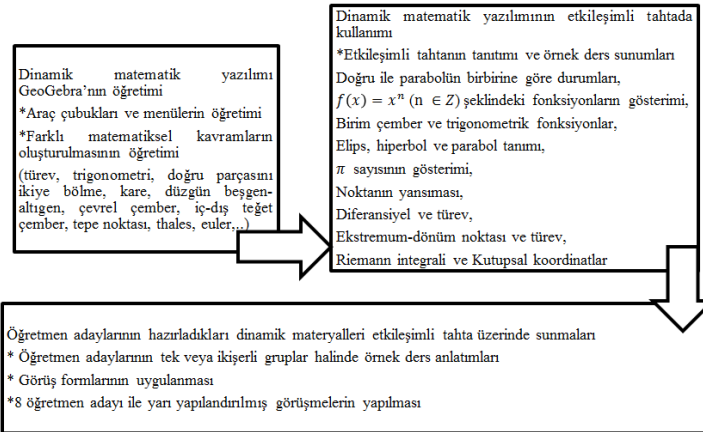 Dinamik matematik yazılımı
GeoGebra'nın öğretimi
*Araç çubukları ve menülerin öğretimi
*Farklı matematiksel kavramların
oluşturulmasının öğretimi
(türev, trigonometri, doğru parçasını
ikiye bölme, kare, düzgün beşgen-
altıgen, çevrel çember, iç-dış teğet
çember, tepe noktası, thales, euler,..)
Dinamik matematik yazılımının etkileşimli tahtada
kullanımı
*Etkileşimli tahtanın tanıtımı ve örnek ders sunumları
Doğru ile parabolün birbirine göre durumları,
f(x) = xⁿ (n ∈ Z) şeklindeki fonksiyonların gösterimi,
Birim çember ve trigonometrik fonksiyonlar,
Elips, hiperbol ve parabol tanımı,
π sayısının gösterimi,
Noktanın yansıması,
Diferansiyel ve türev,
Ekstremum-dönüm noktası ve türev,
Riemann integrali ve Kutupsal koordinatlar
Öğretmen adaylarının hazırladıkları dinamik materyalleri etkileşimli tahta üzerinde sunmaları
* Öğretmen adaylarının tek veya ikişerli gruplar halinde örnek ders anlatımları
* Görüş formlarının uygulanması
*8 öğretmen adayı ile yarı yapılandırılmış görüşmelerin yapılması